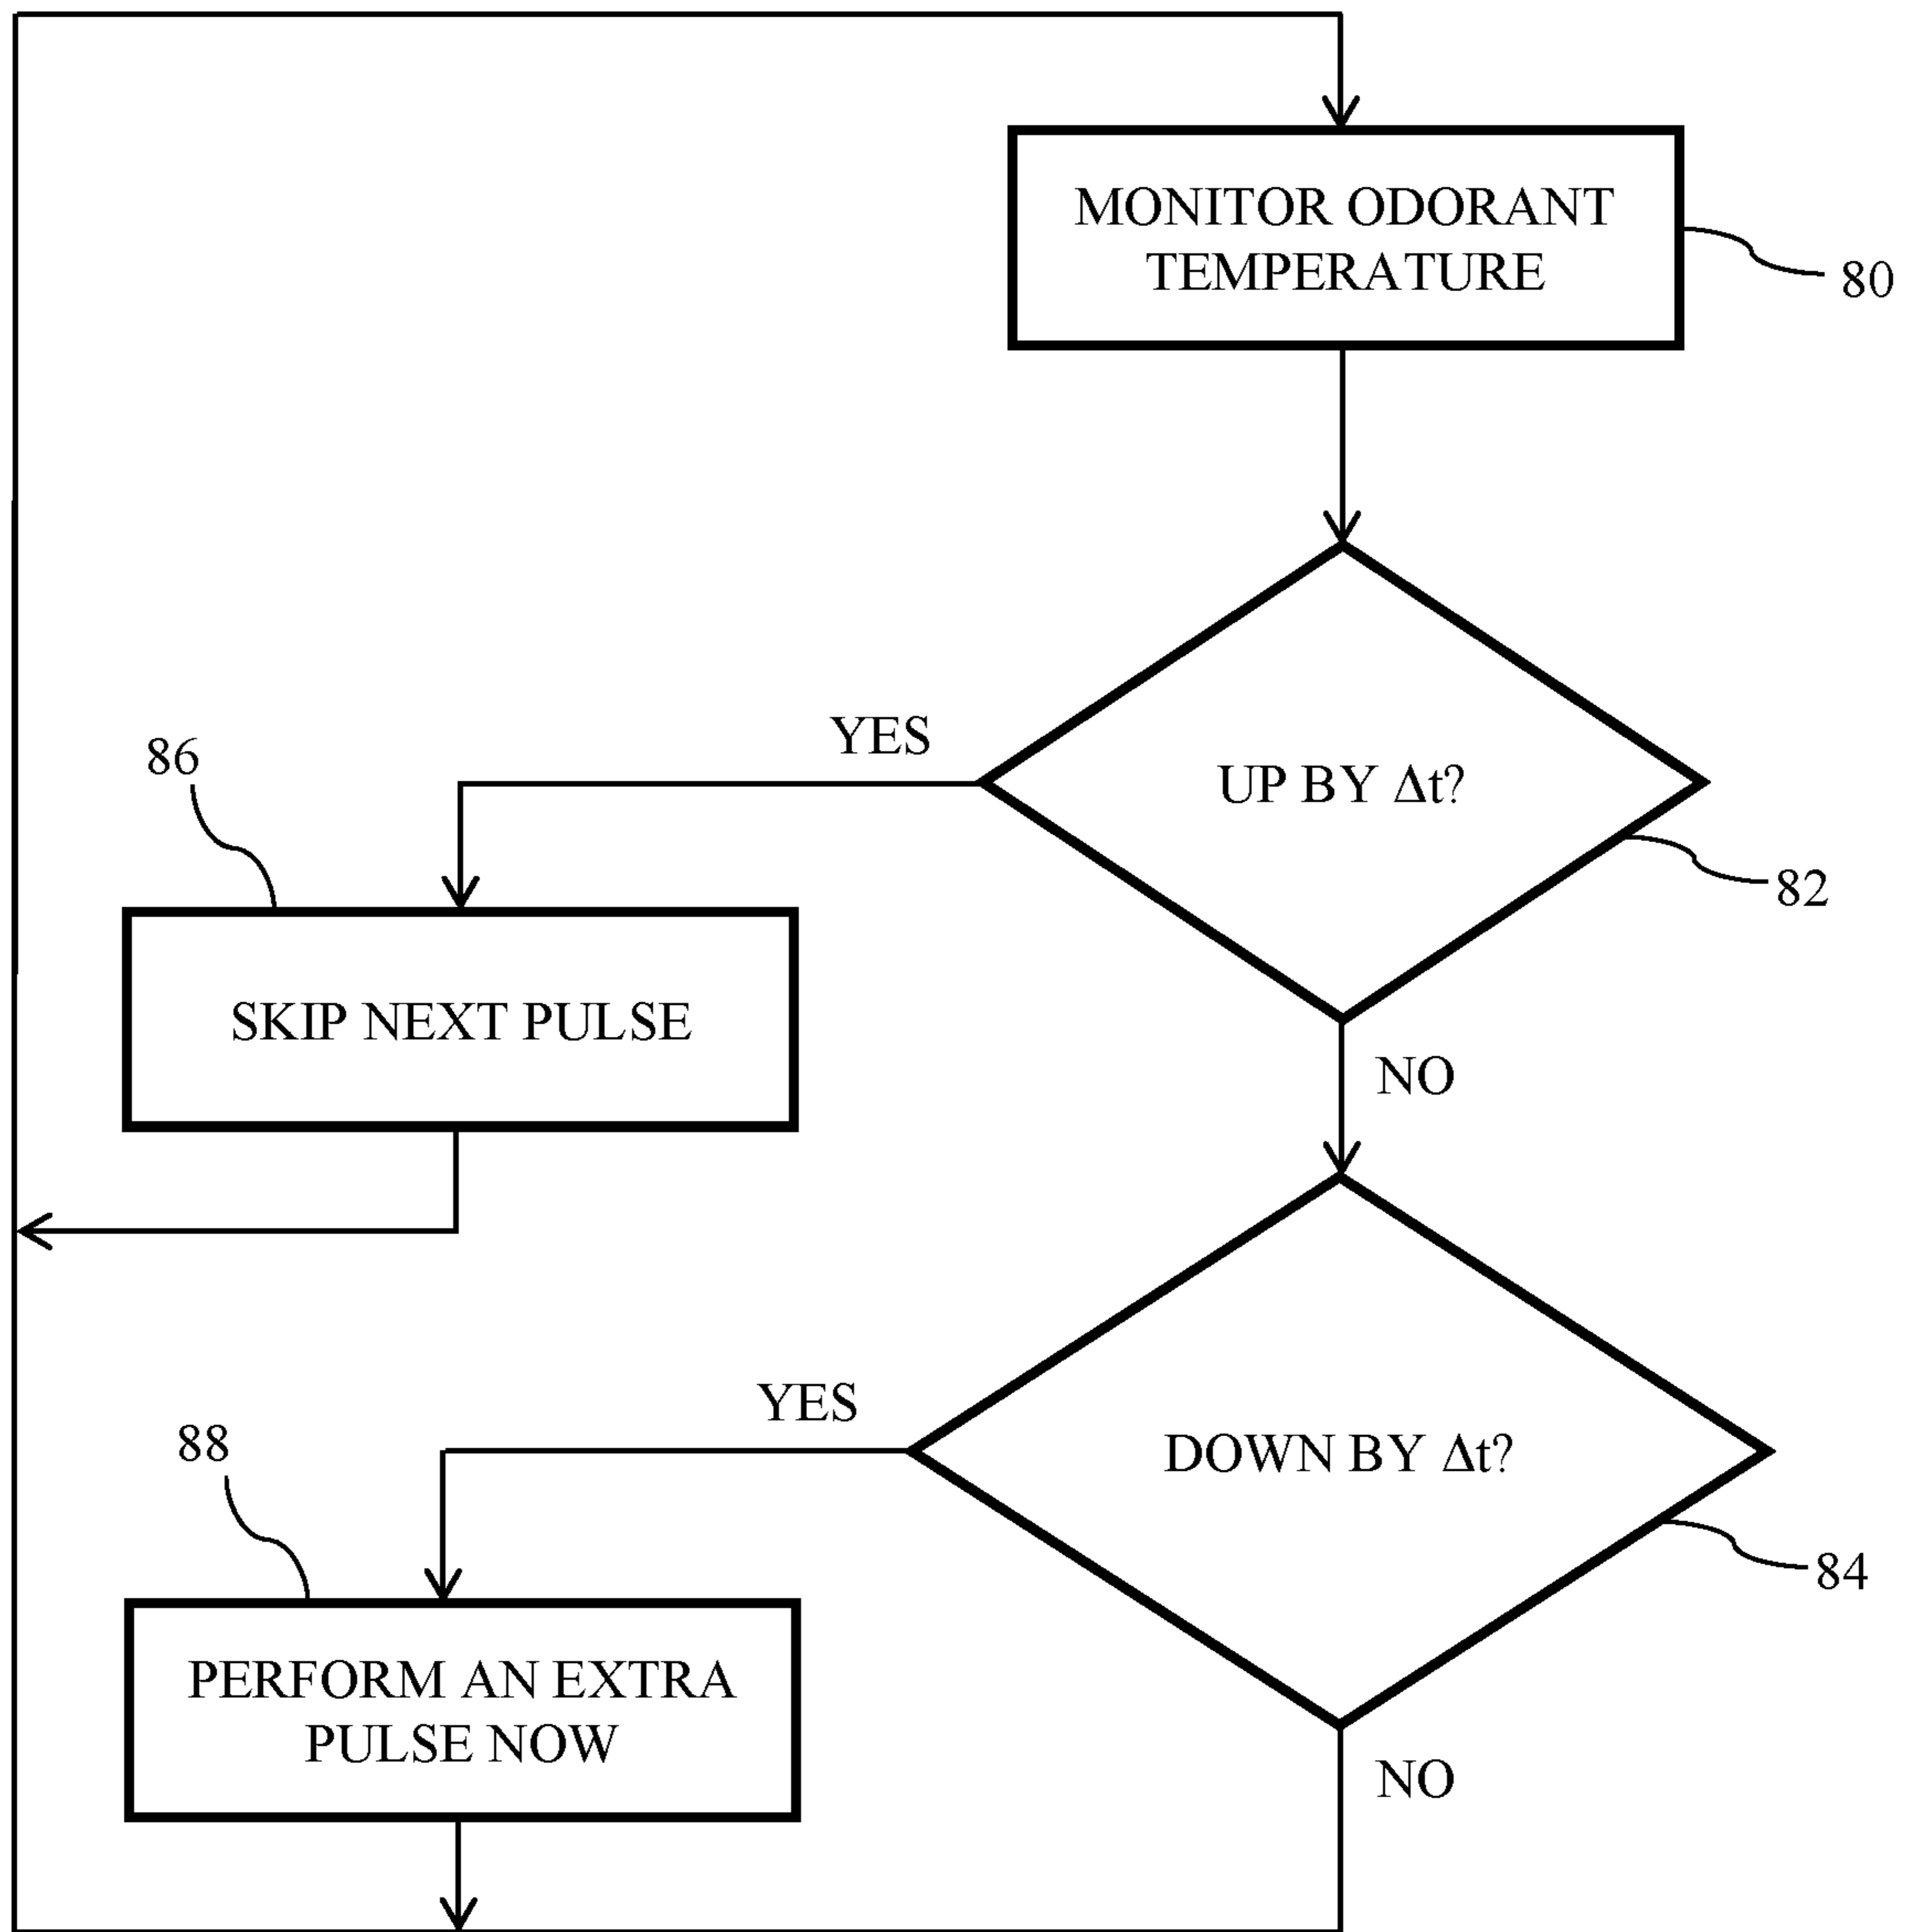 MONITOR ODORANT
TEMPERATURE
80
YES
UP BY Δt?
86
82
SKIP NEXT PULSE
NO
YES
DOWN BY Δt?
88
84
PERFORM AN EXTRA
PULSE NOW
NO